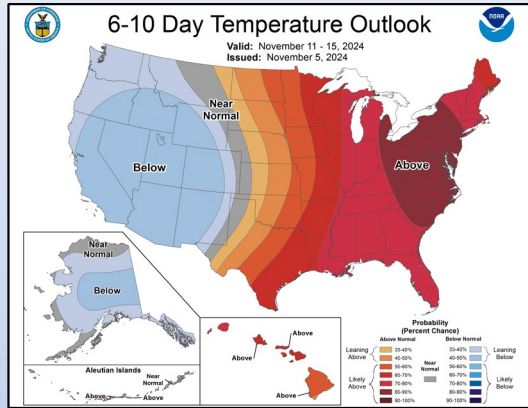 6-10 Day Temperature Outlook
Valid: November 11 - 15, 2024
Issued: November 5, 2024
NOAA
Near
Normal
Below
Above
Near
Normal
Below
Aleutian Islands
Near
Normal
Above
Above
Above
Above
Above
Above
Probability
(Percent Chance)
Above Normal
Below Normal
Leaning
Above
33-40%
40-50%
Likely
Above
50-60%
60-70%
70-80%
80-90%
90-100%
Near
Normal
33-40%
40-50%
Leaning
Below
50-60%
60-70%
70-80%
80-90%
90-100%
Likely
Below